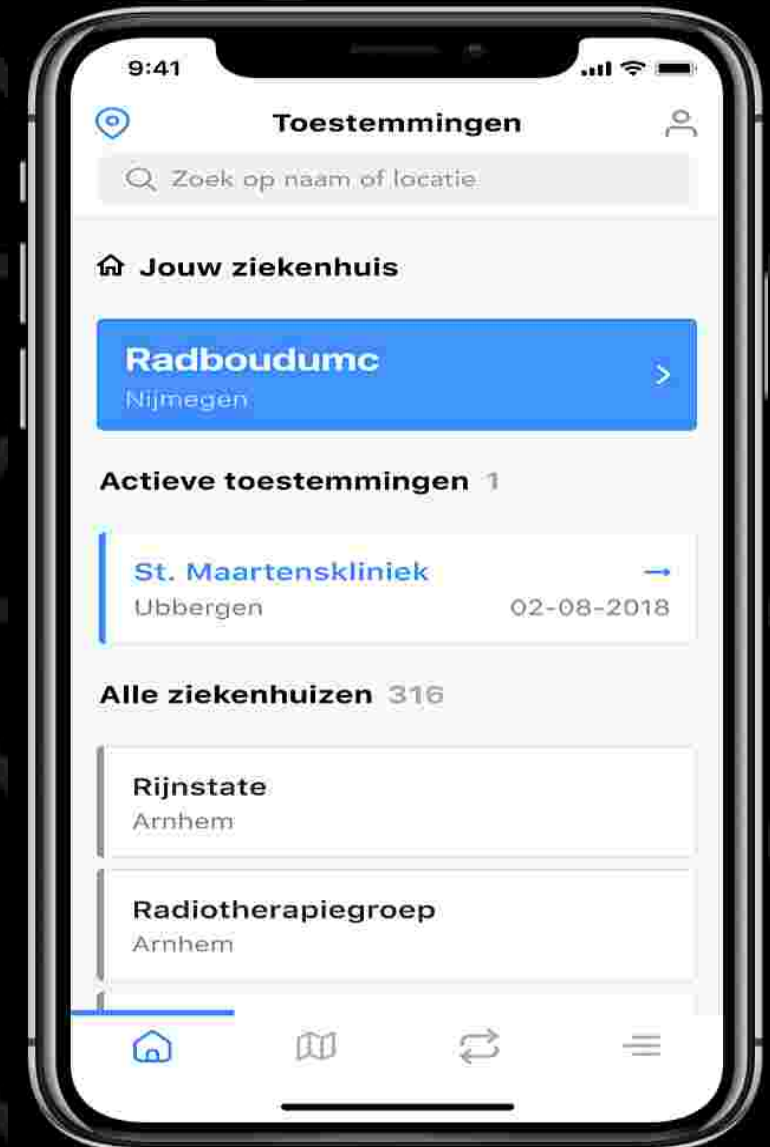 9:41
Toestemmingen
Zoek op naam of locatie
Jouw ziekenhuis
Radboudumc
Nijmegen
Actieve toestemmingen 1
St. Maartenskliniek
Ubbergen 02-08-2018
Alle ziekenhuizen 316
Rijnstate
Arnhem
Radiotherapiegroep
Arnhem